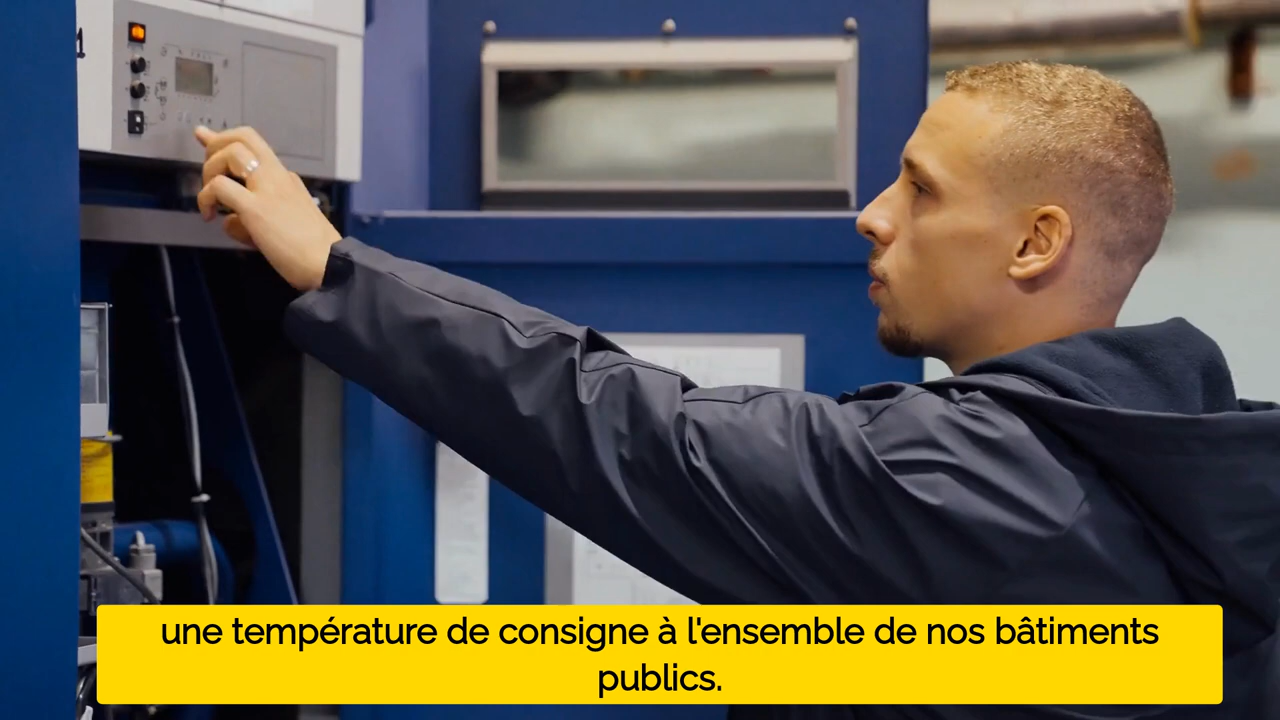 une température de consigne à l'ensemble de nos bâtiments
publics.